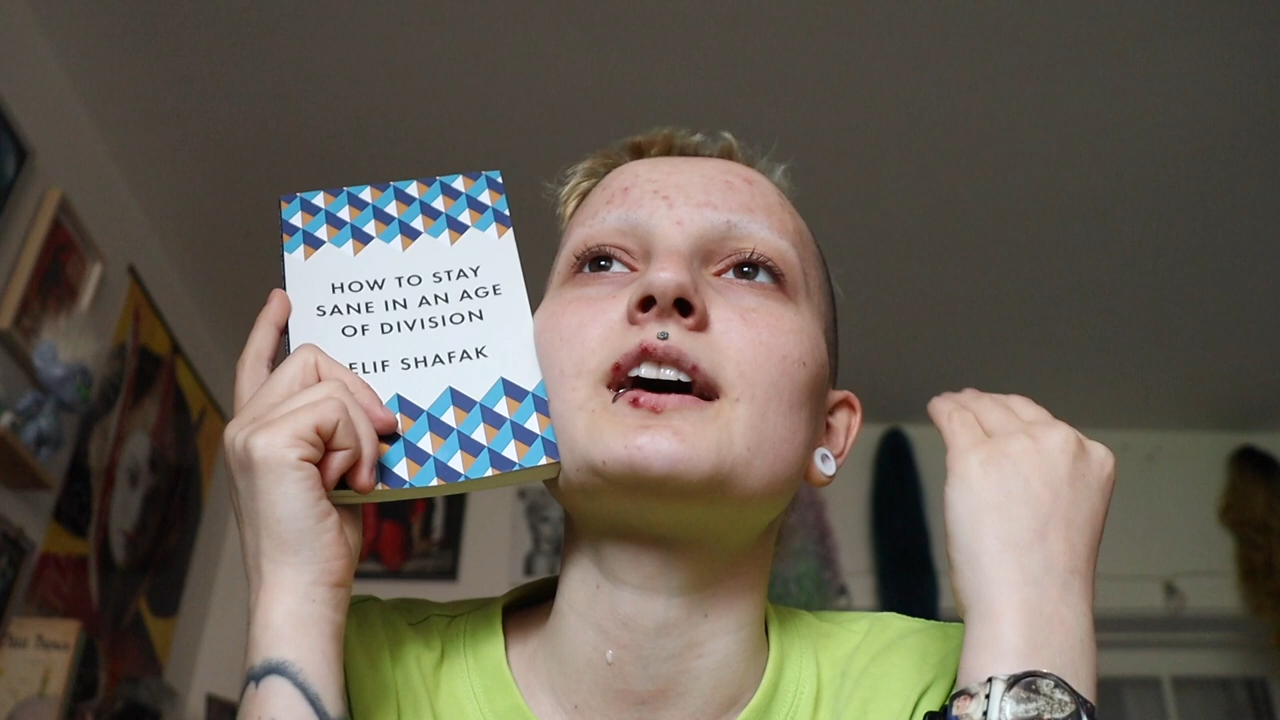 HOW TO STAY
SANE IN AN AGE
OF DIVISION
ELIF SHAFAK